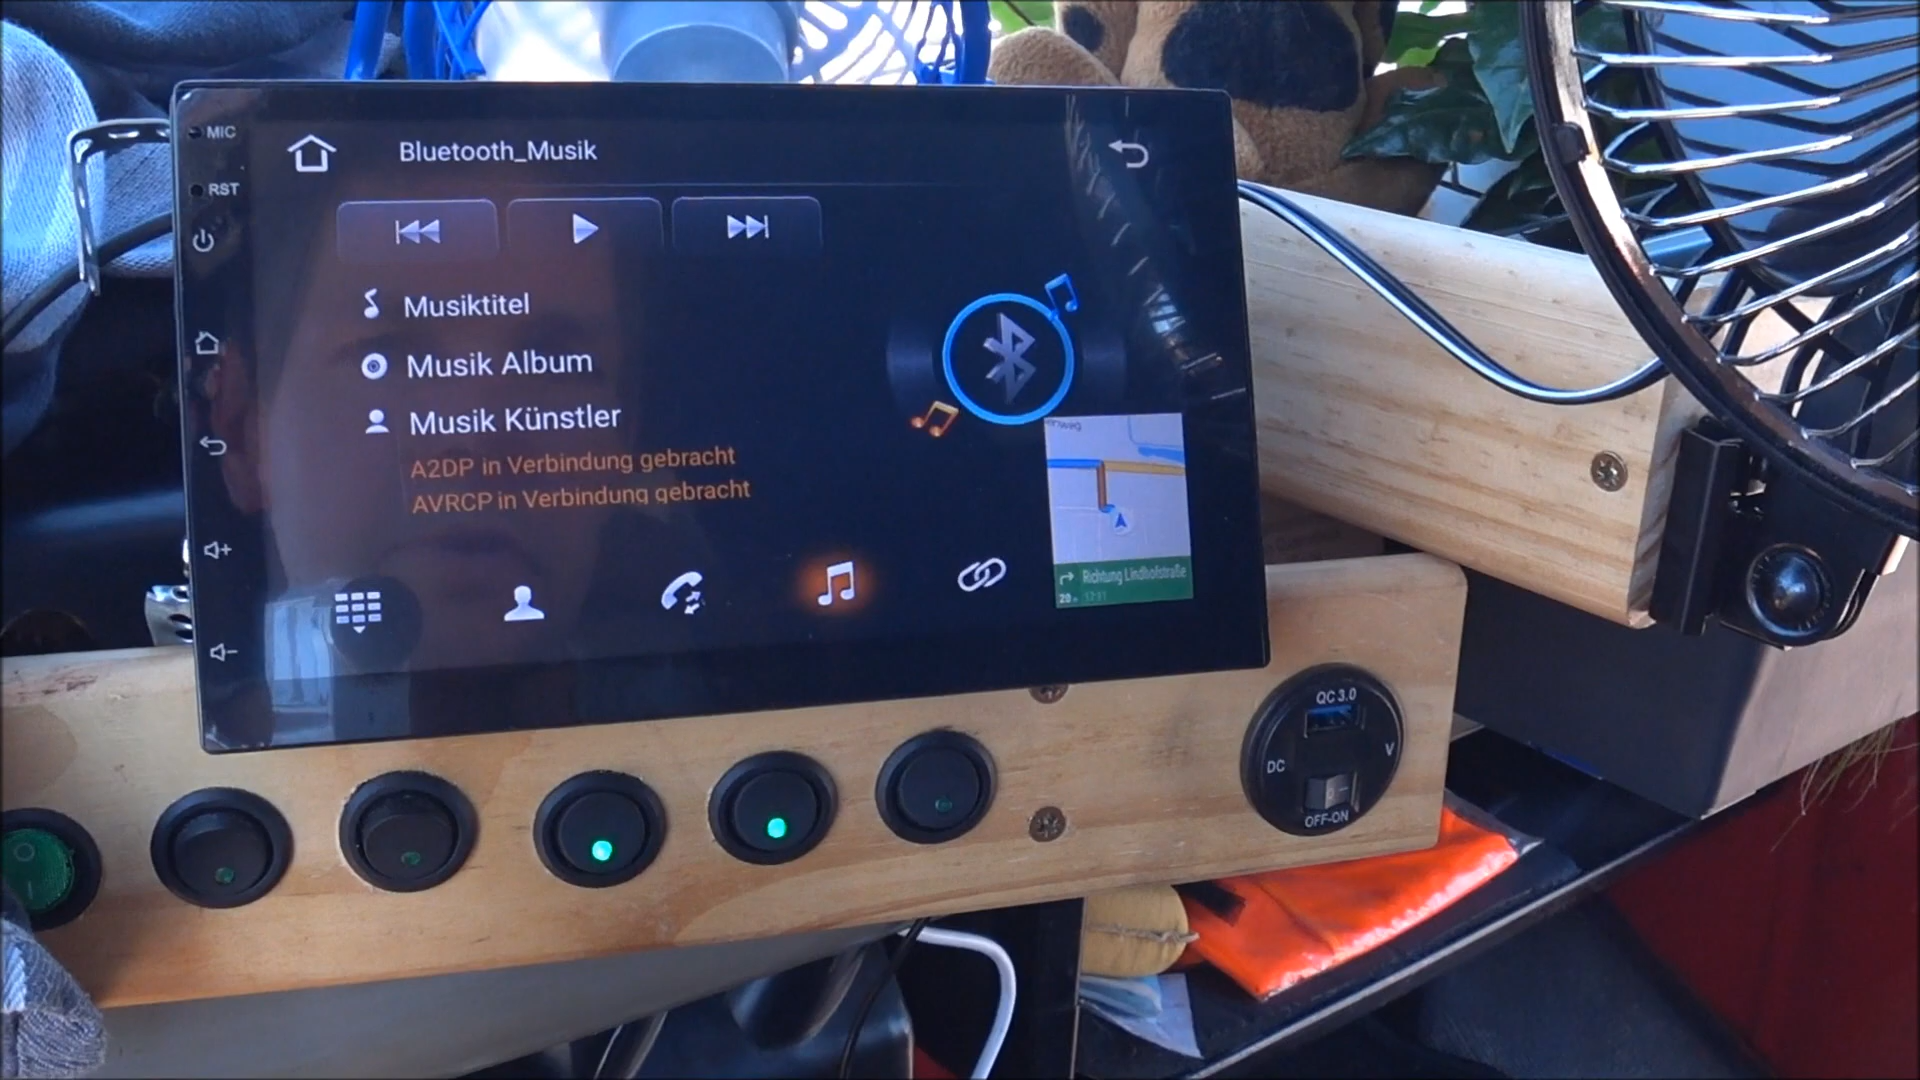 MIC
Bluetooth_Musik
RST
Musiktitel
Musik Album
Musik Künstler
A2DP in Verbindung gebracht
AVRCP in Verbindung gebracht
Richtung Lindhofstraße
QC 3.0
DC
V
OFF-ON